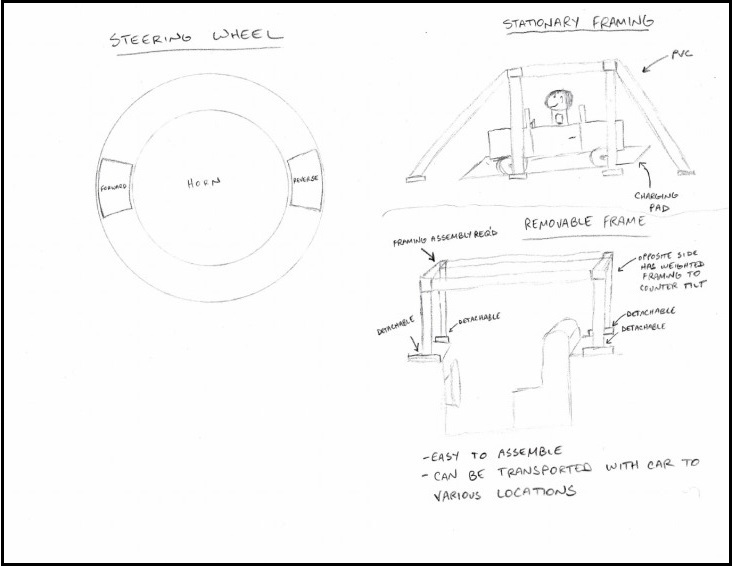 STEERING WHEEL
FORWARD
HORN
REVERSE
STATIONARY FRAMING
PVC
CHARGING
PAD
REMOVABLE FRAME
FRAMING ASSEMBLY REQ'D
OPPOSITE SIDE
HAS WEIGHTED
FRAMING TO
COUNTER TILT
DETACHABLE
DETACHABLE
DETACHABLE
DETACHABLE
-EASY TO ASSEMBLE
-CAN BE TRANSPORTED WITH CAR TO
VARIOUS LOCATIONS